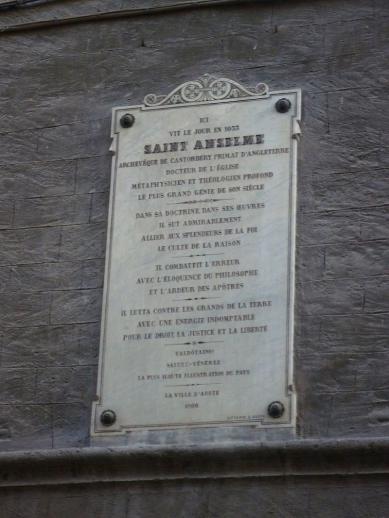 ICI
VIT LE JOUR EN 1033
SAINT ANSELME
ARCHEVÊQUE DE CANTORBERY PRIMAT D'ANGLETERRE
DOCTEUR DE L'ÉGLISE
MÉTAPHYSICIEN ET THÉOLOGIEN PROFOND
LE PLUS GRAND GÉNIE DE SON SIÈCLE
DANS SA DOCTRINE DANS SES ŒUVRES
IL SUT ADMIRABLEMENT
ALLIER AUX SPLENDEURS DE LA FOI
LE CULTE DE LA RAISON
IL COMBATTIT L'ERREUR
AVEC L'ÉLOQUENCE DU PHILOSOPHE
ET L'ARDEUR DES APÔTRES
IL LUTTA CONTRE LES GRANDS DE LA TERRE
AVEC UNE ÉNERGIE INDOMPTABLE
POUR LE DROIT LA JUSTICE ET LA LIBERTÉ
VALDÔTAINS!
VÉNÉREZ
LA PLUS HAUTE ILLUSTRATION DU PAYS
LA VILLE D'AOSTE